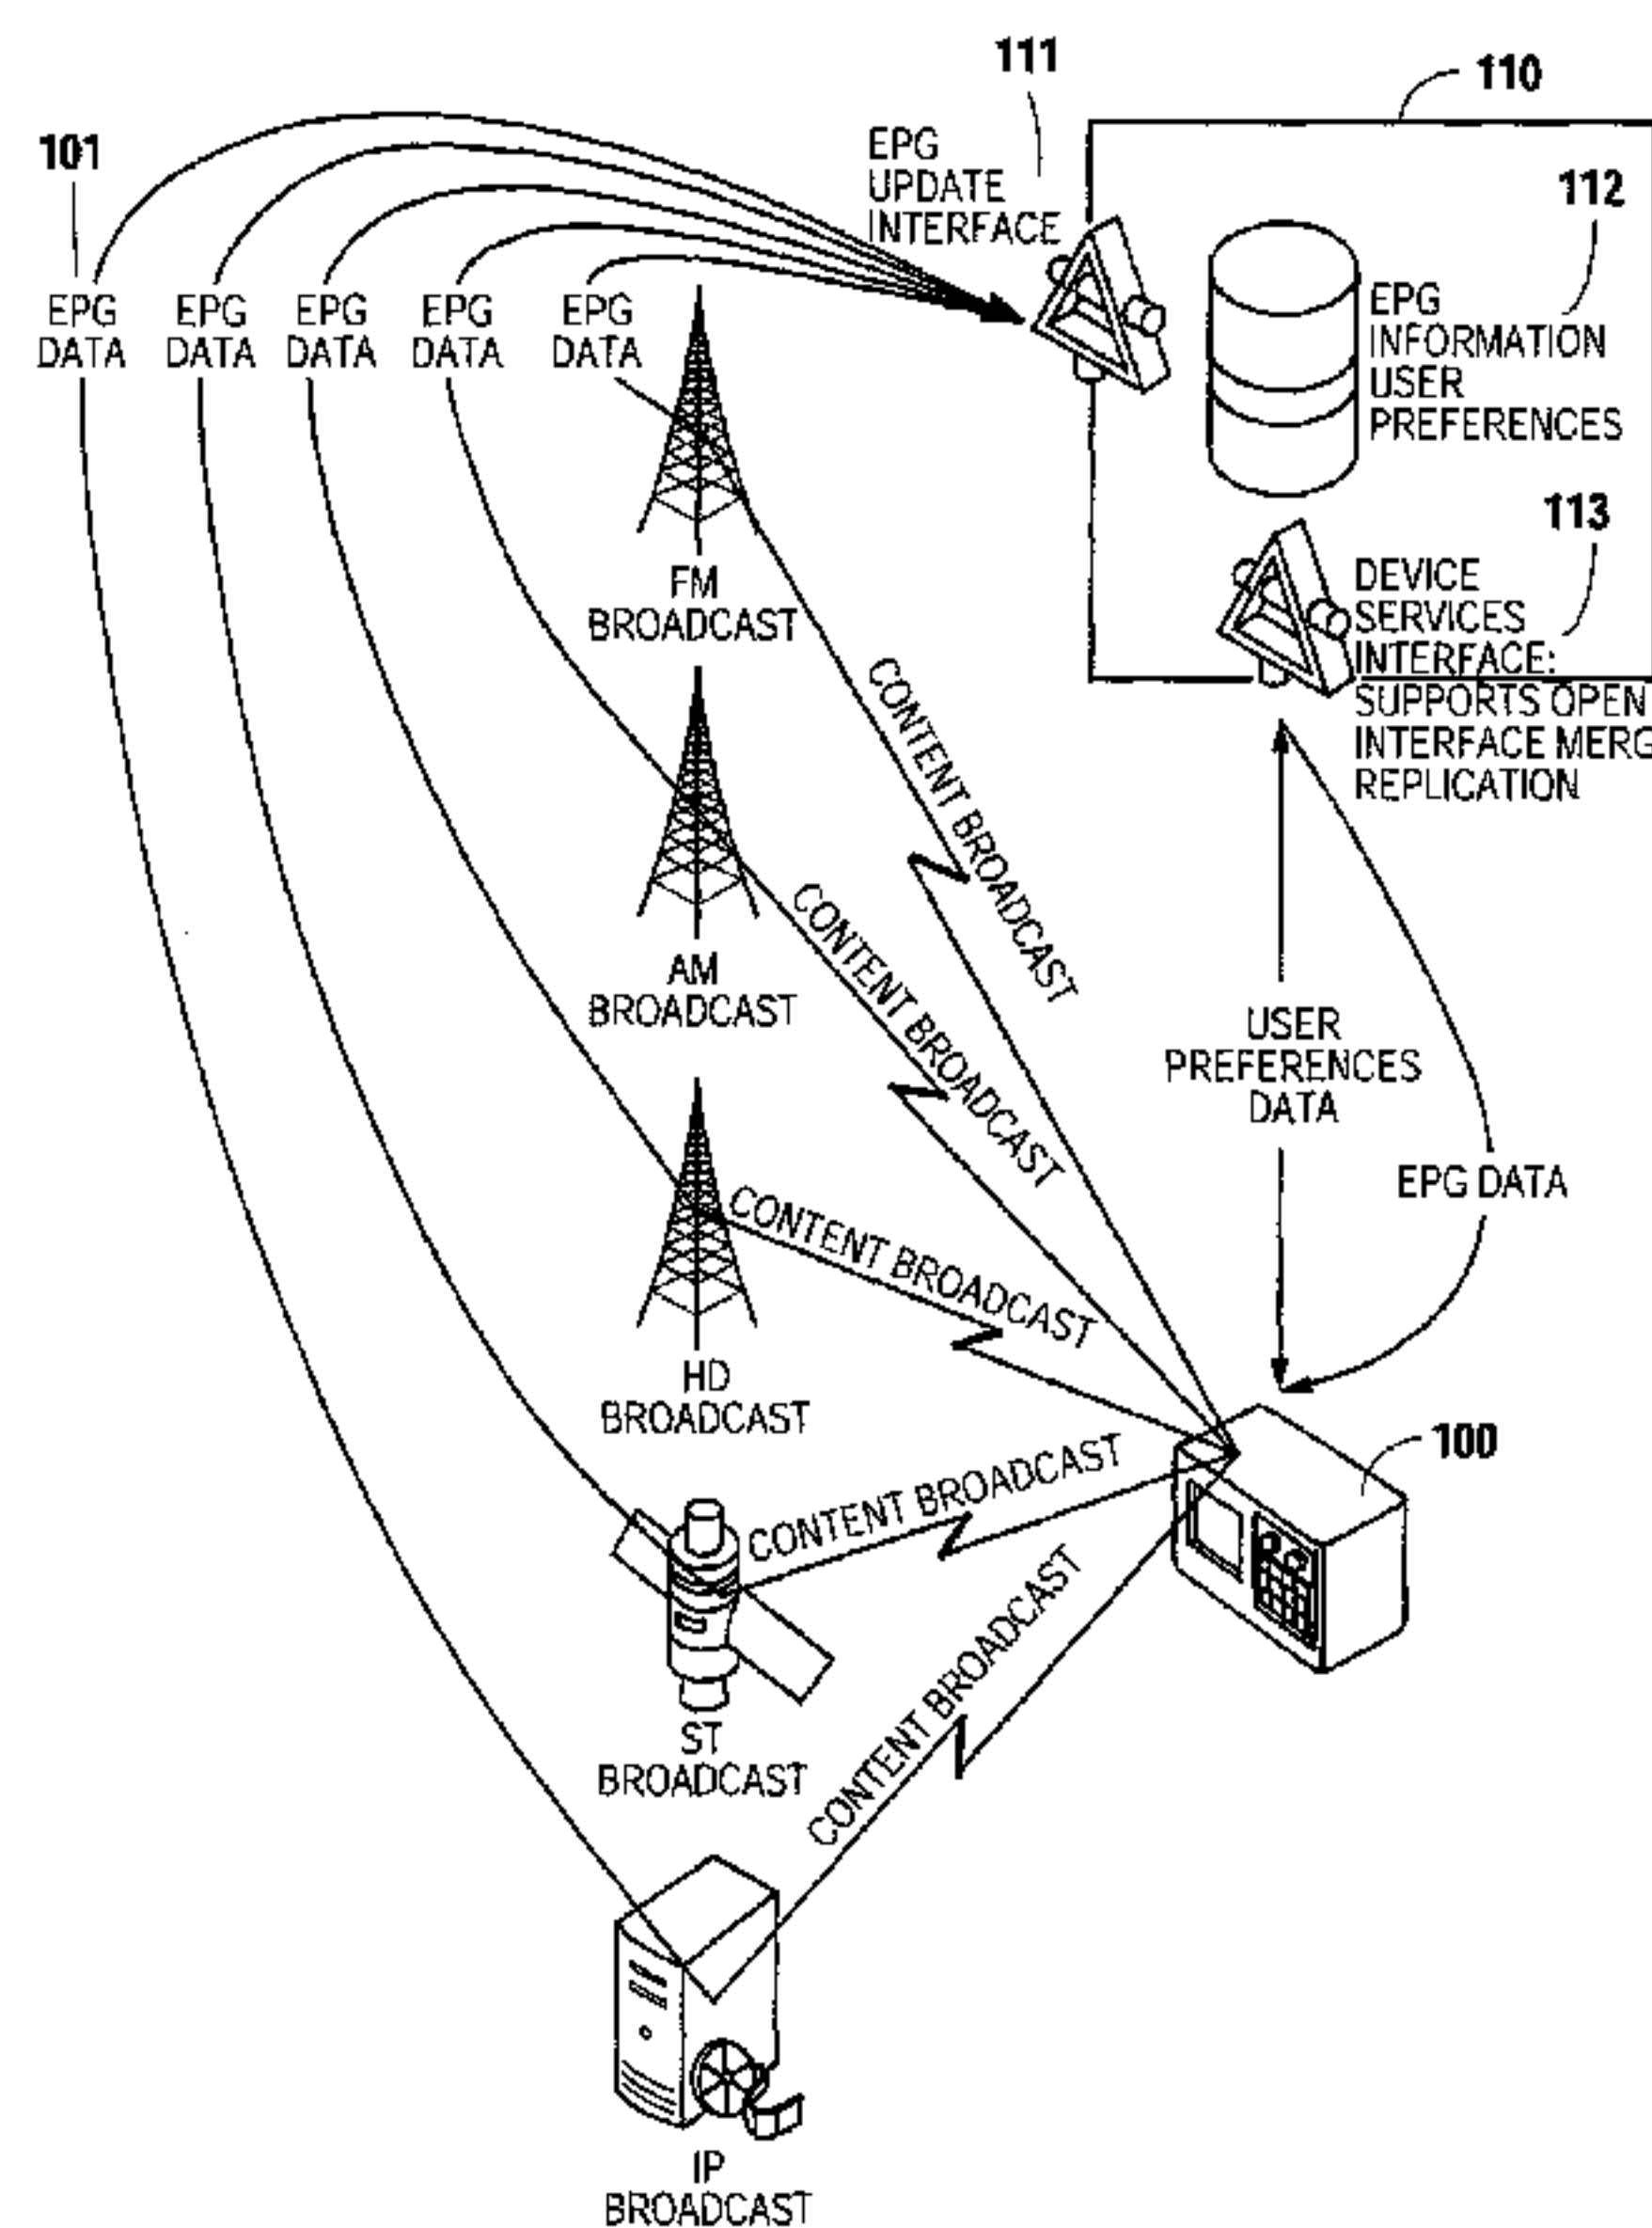 111
110
101
EPG
UPDATE
INTERFACE
112
EPG
DATA
EPG
DATA
EPG
DATA
EPG
DATA
EPG
DATA
EPG
INFORMATION
USER
PREFERENCES
113
FM
BROADCAST
DEVICE
SERVICES
INTERFACE:
SUPPORTS OPEN
INTERFACE MERG
REPLICATION
CONTENT BROADCAST
AM
BROADCAST
CONTENT BROADCAST
USER
PREFERENCES
DATA
EPG DATA
CONTENT BROADCAST
HD
BROADCAST
100
CONTENT BROADCAST
ST
BROADCAST
CONTENT BROADCAST
IP
BROADCAST